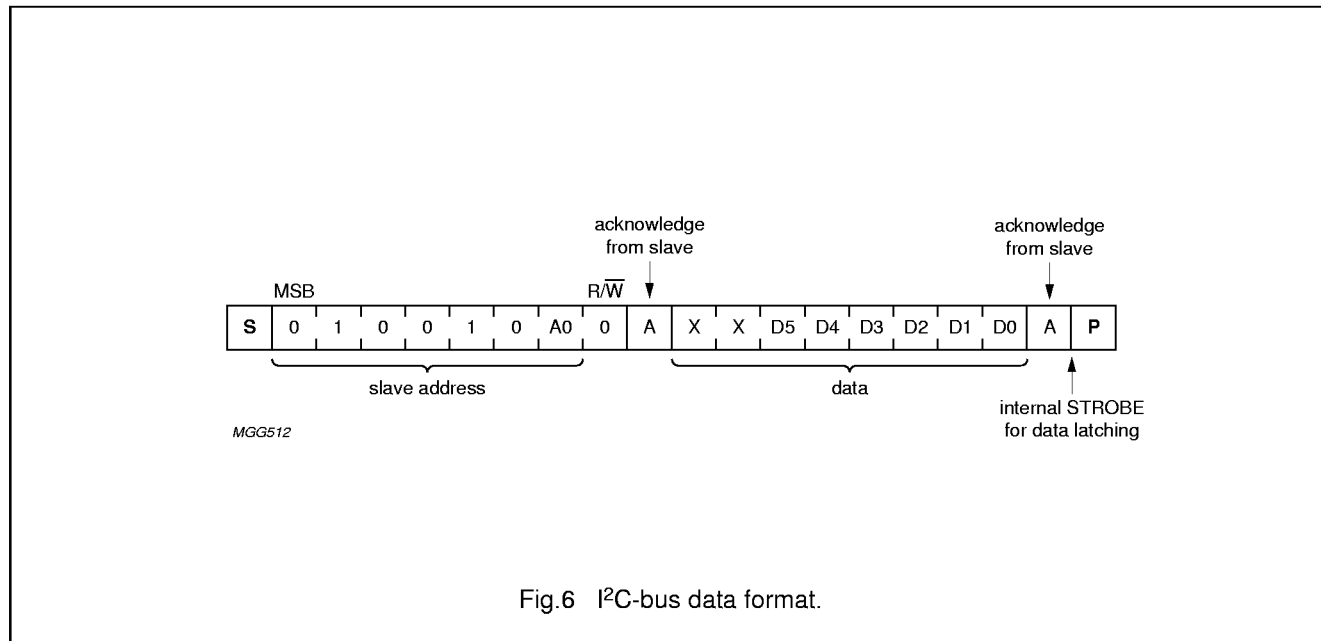 acknowledge
from slave
acknowledge
from slave
MSB
R/W̅
S 0 1 0 0 1 0 A0 0 A X X D5 D4 D3 D2 D1 D0 A P
slave address
data
internal STROBE
for data latching
MGG512
Fig.6 I²C-bus data format.